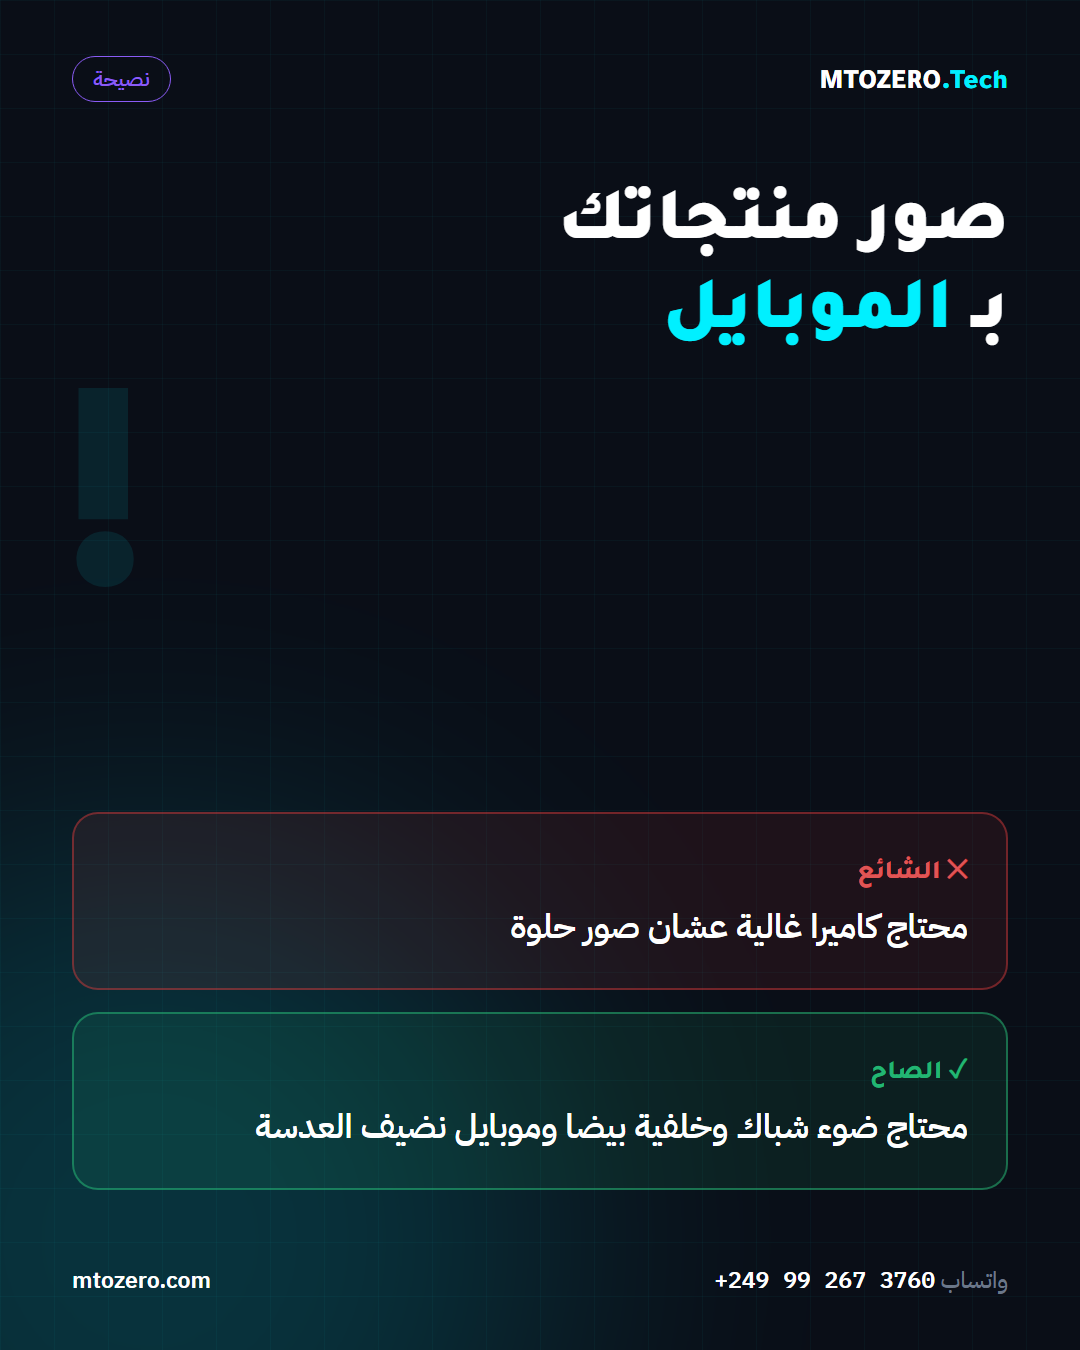 MTOZERO.Tech
نصيحة
صور منتجاتك
بـ الموبايل
!
✕ الشائع
محتاج كاميرا غالية عشان صور حلوة
✓ الصاح
محتاج ضوء شباك وخلفية بيضا وموبايل نضيف العدسة
واتساب +249 99 267 3760
mtozero.com